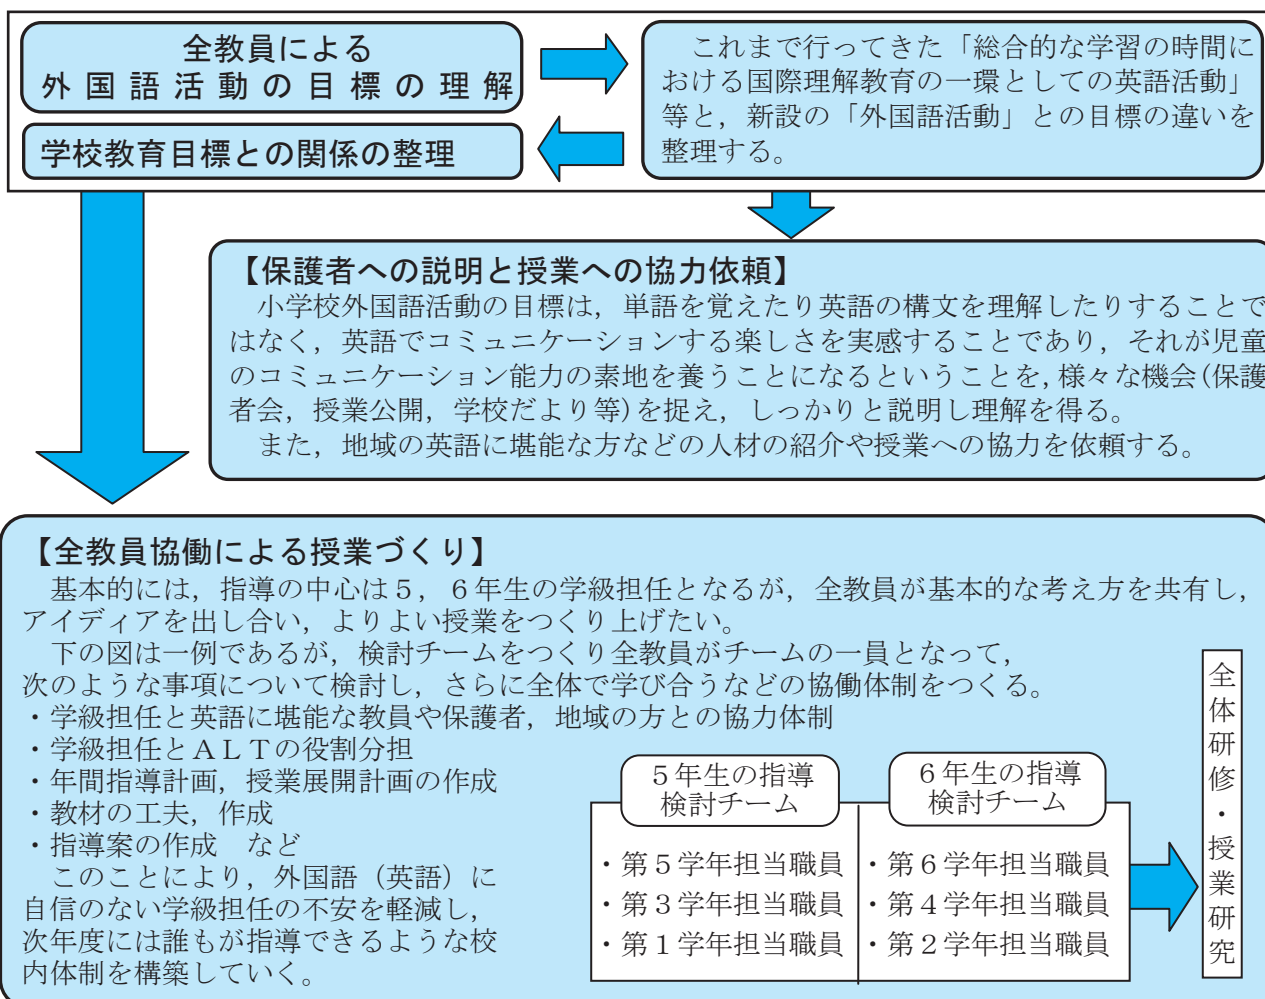 全教員による
外国語活動の目標の理解
これまで行ってきた「総合的な学習の時間に
おける国際理解教育の一環としての英語活動」
等と，新設の「外国語活動」との目標の違いを
整理する。
学校教育目標との関係の整理
【保護者への説明と授業への協力依頼】
小学校外国語活動の目標は，単語を覚えたり英語の構文を理解したりすることで
はなく，英語でコミュニケーションする楽しさを実感することであり，それが児童
のコミュニケーション能力の素地を養うことになるということを，様々な機会(保護
者会，授業公開，学校だより等)を捉え，しっかりと説明し理解を得る。
また，地域の英語に堪能な方などの人材の紹介や授業への協力を依頼する。
【全教員協働による授業づくり】
基本的には，指導の中心は５，６年生の学級担任となるが，全教員が基本的な考え方を共有し，
アイディアを出し合い，よりよい授業をつくり上げたい。
下の図は一例であるが，検討チームをつくり全教員がチームの一員となって，
次のような事項について検討し，さらに全体で学び合うなどの協働体制をつくる。
・学級担任と英語に堪能な教員や保護者，地域の方との協力体制
・学級担任とＡＬＴの役割分担
・年間指導計画，授業展開計画の作成
・教材の工夫，作成
・指導案の作成　など
このことにより，外国語（英語）に
自信のない学級担任の不安を軽減し，
次年度には誰もが指導できるような校
内体制を構築していく。
５年生の指導
検討チーム
・第５学年担当職員
・第３学年担当職員
・第１学年担当職員
６年生の指導
検討チーム
・第６学年担当職員
・第４学年担当職員
・第２学年担当職員
全体研修・授業研究